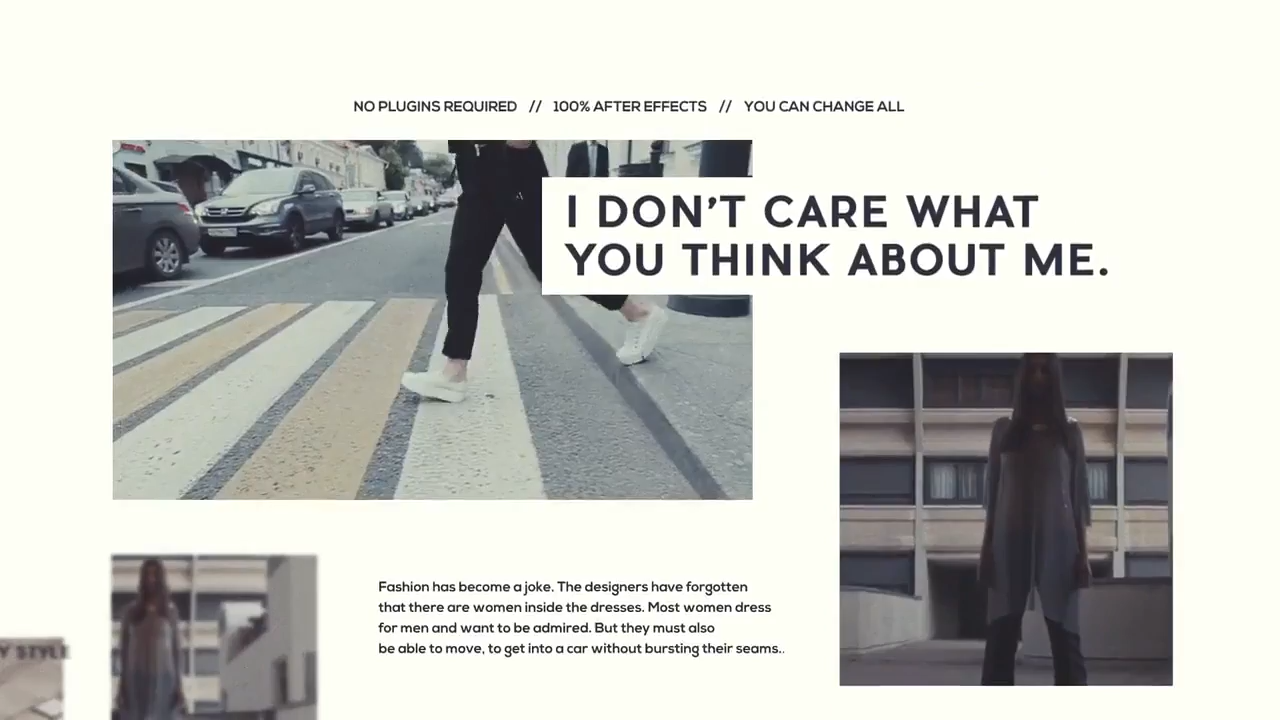 NO PLUGINS REQUIRED // 100% AFTER EFFECTS // YOU CAN CHANGE ALL
I DON'T CARE WHAT
YOU THINK ABOUT ME.
Fashion has become a joke. The designers have forgotten
that there are women inside the dresses. Most women dress
for men and want to be admired. But they must also
be able to move, to get into a car without bursting their seams..
Y STYLE